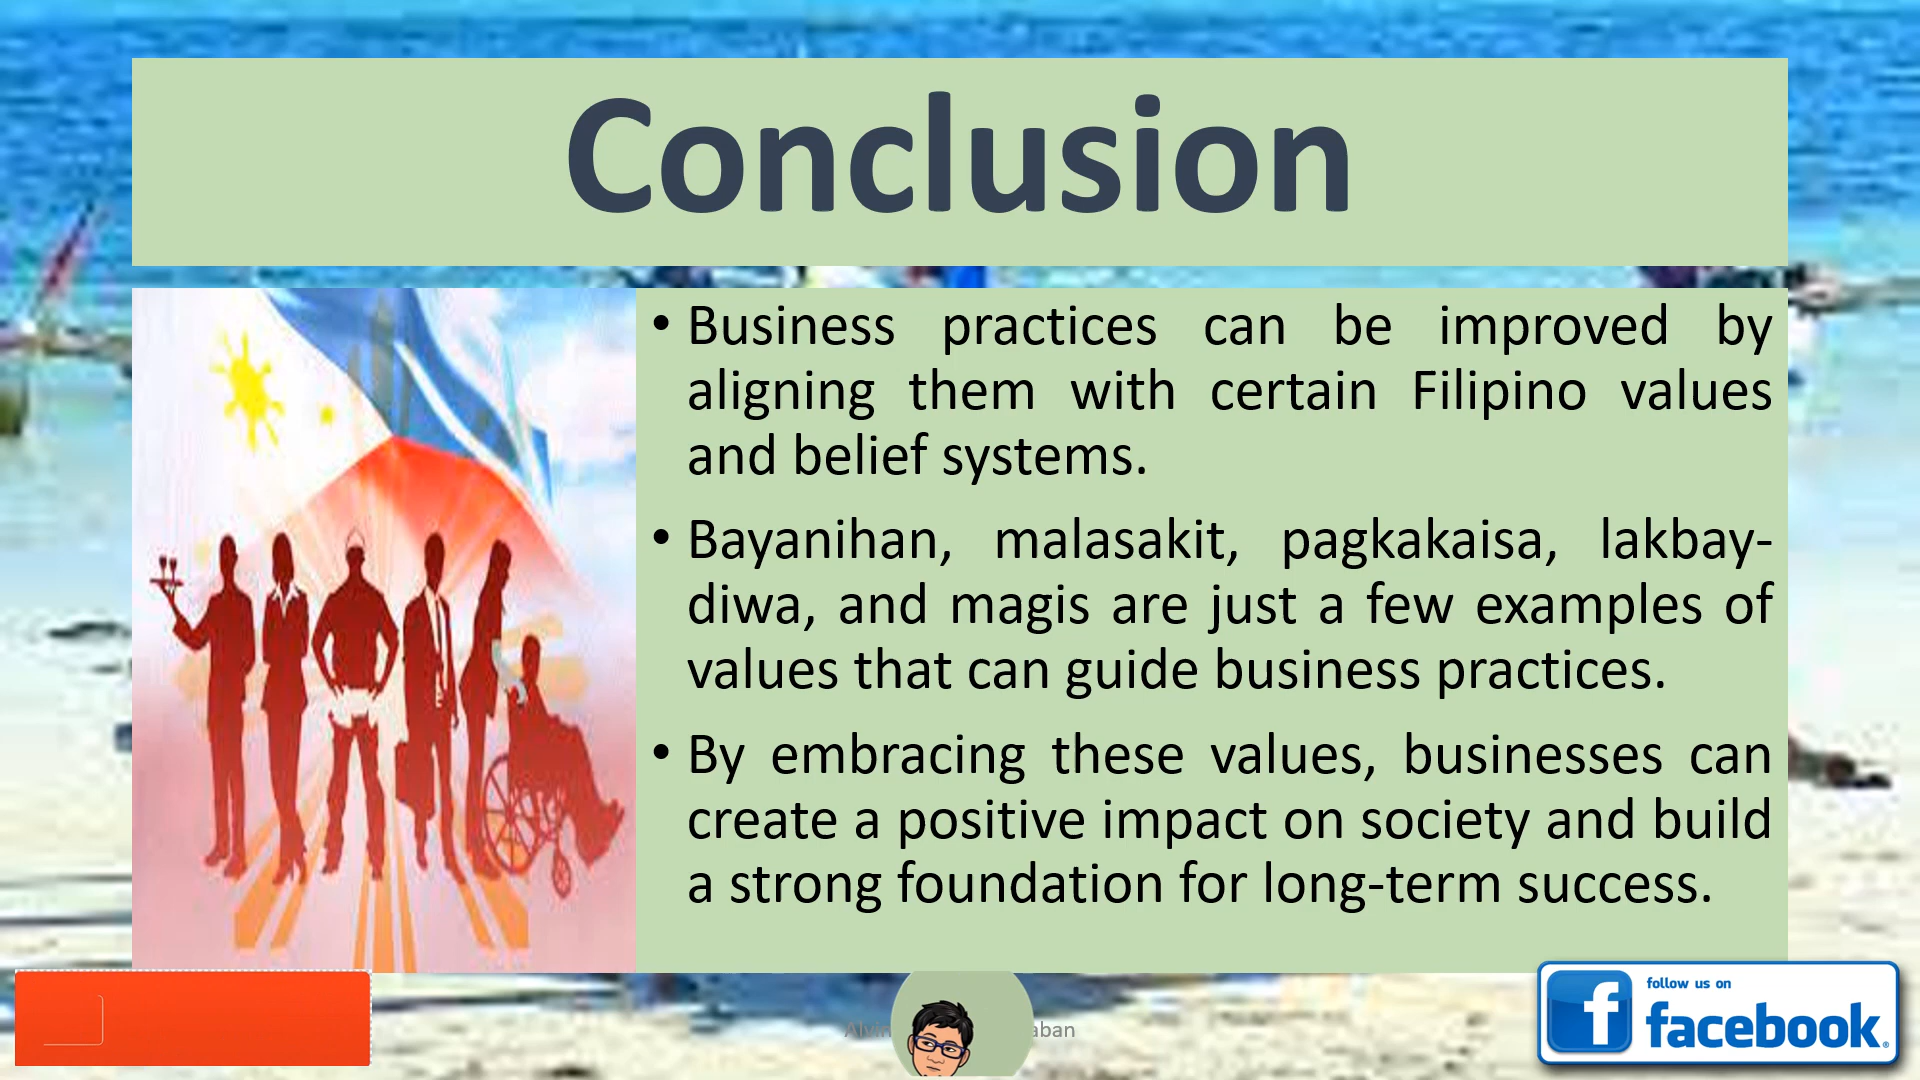 Conclusion
• Business practices can be improved by
aligning them with certain Filipino values
and belief systems.
• Bayanihan, malasakit, pagkakaisa, lakbay-
diwa, and magis are just a few examples of
values that can guide business practices.
• By embracing these values, businesses can
create a positive impact on society and build
a strong foundation for long-term success.
follow us on
facebook